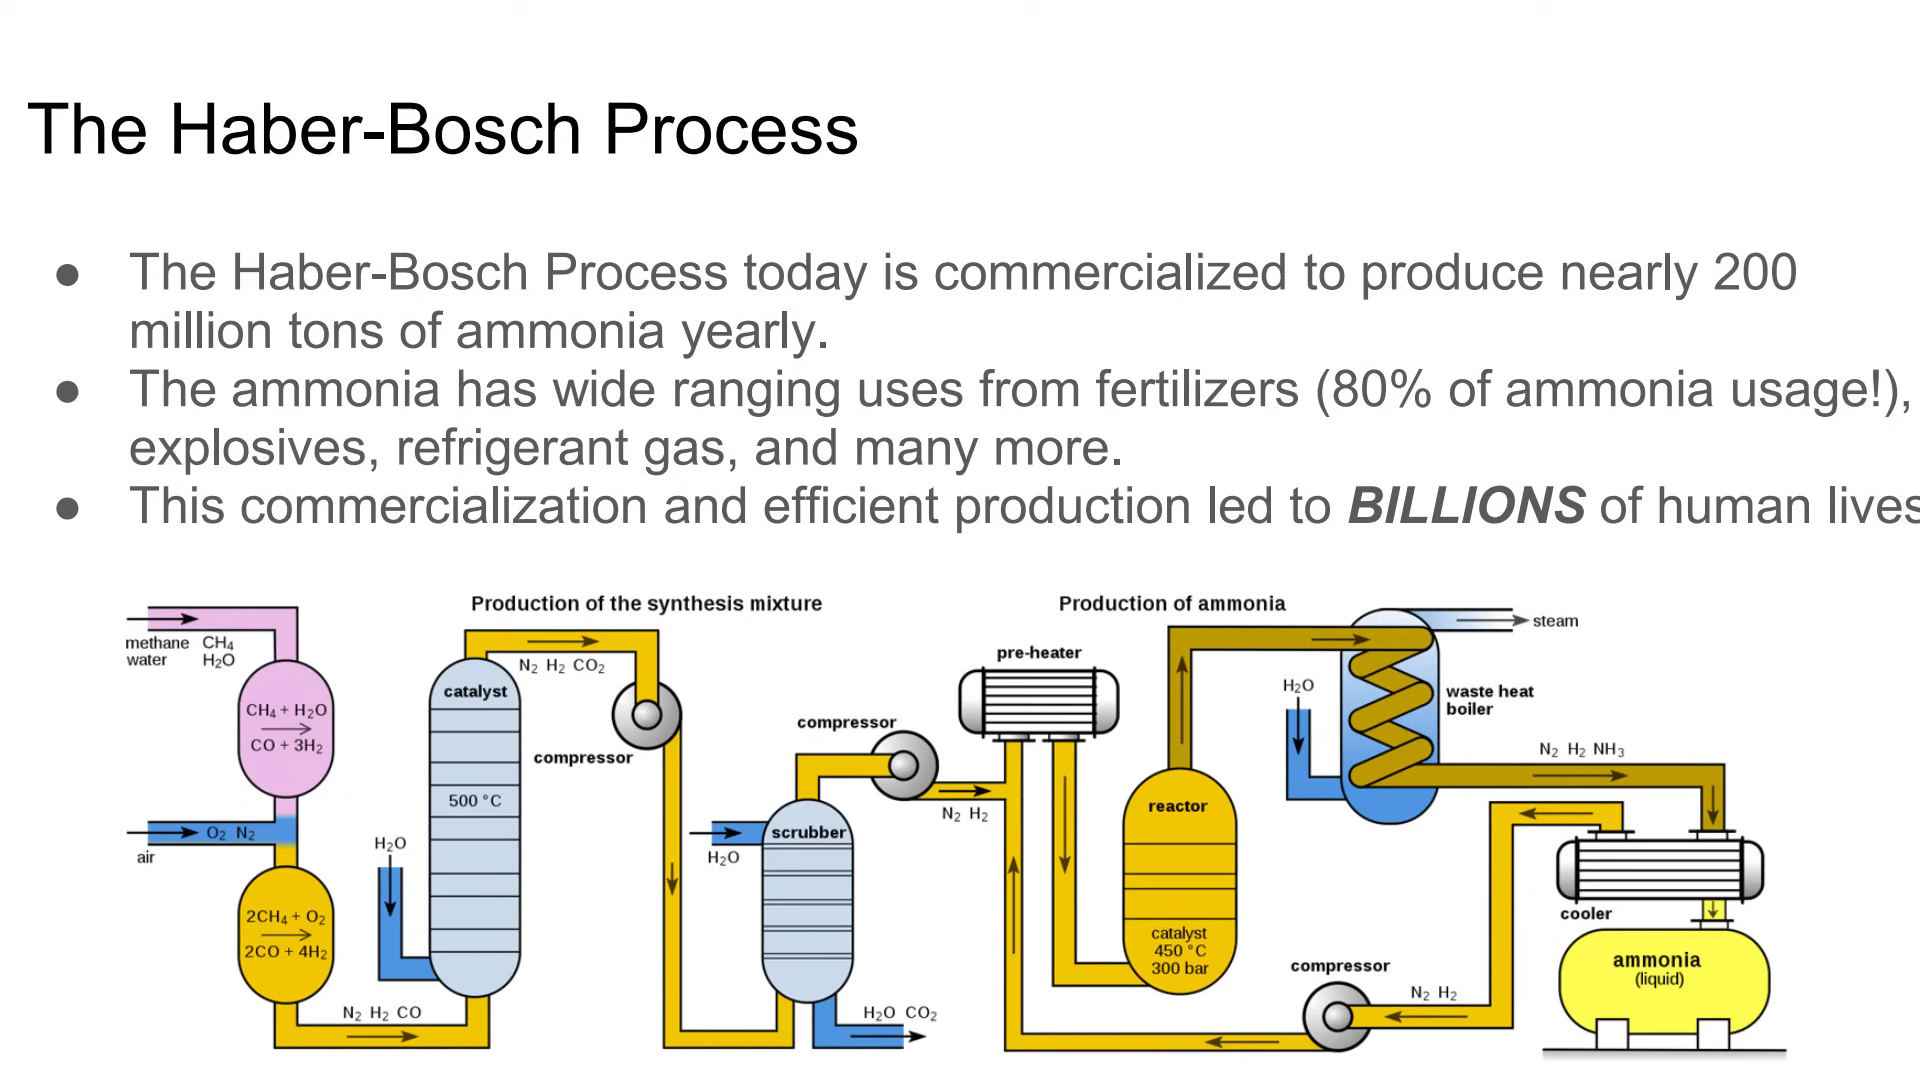 The Haber-Bosch Process
● The Haber-Bosch Process today is commercialized to produce nearly 200
million tons of ammonia yearly.
● The ammonia has wide ranging uses from fertilizers (80% of ammonia usage!),
explosives, refrigerant gas, and many more.
● This commercialization and efficient production led to BILLIONS of human lives
Production of the synthesis mixture
Production of ammonia
methane CH₄
water H₂O
CH₄ + H₂O
→
CO + 3H₂
O₂ N₂
air
2CH₄ + O₂
→
2CO + 4H₂
N₂ H₂ CO
H₂O
catalyst
500 °C
N₂ H₂ CO₂
compressor
H₂O
scrubber
H₂O CO₂
compressor
N₂ H₂
pre-heater
reactor
catalyst
450 °C
300 bar
H₂O
steam
waste heat
boiler
N₂ H₂ NH₃
cooler
ammonia
(liquid)
N₂ H₂
compressor